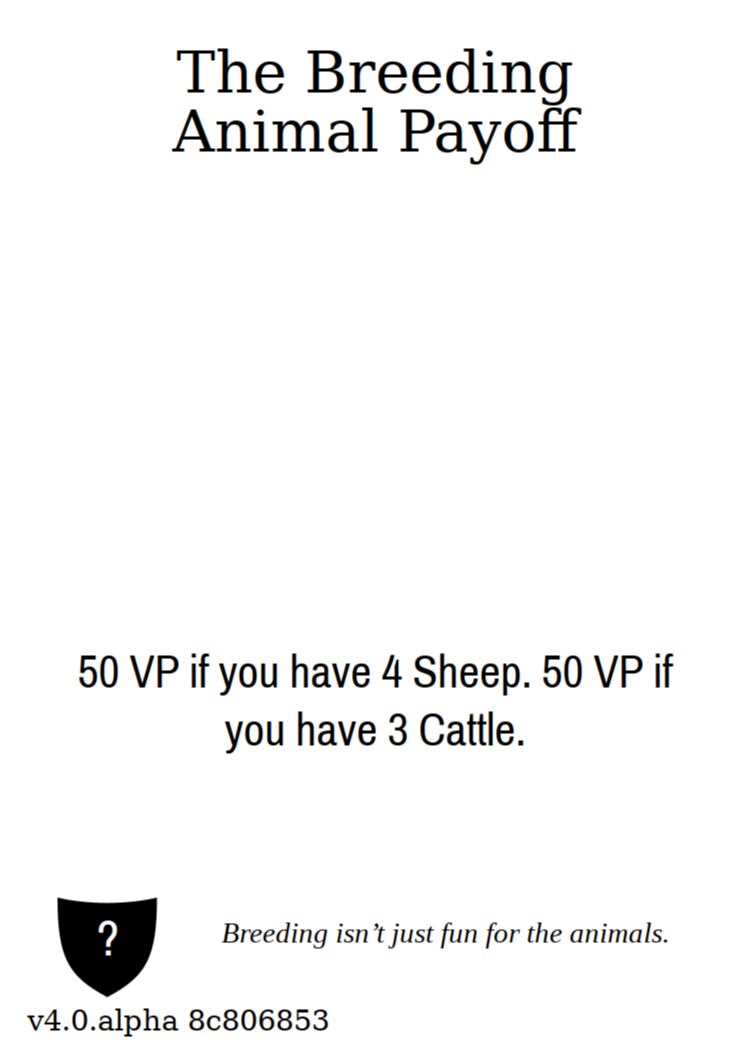 The Breeding
Animal Payoff
50 VP if you have 4 Sheep. 50 VP if
you have 3 Cattle.
?
Breeding isn’t just fun for the animals.
v4.0.alpha 8c806853